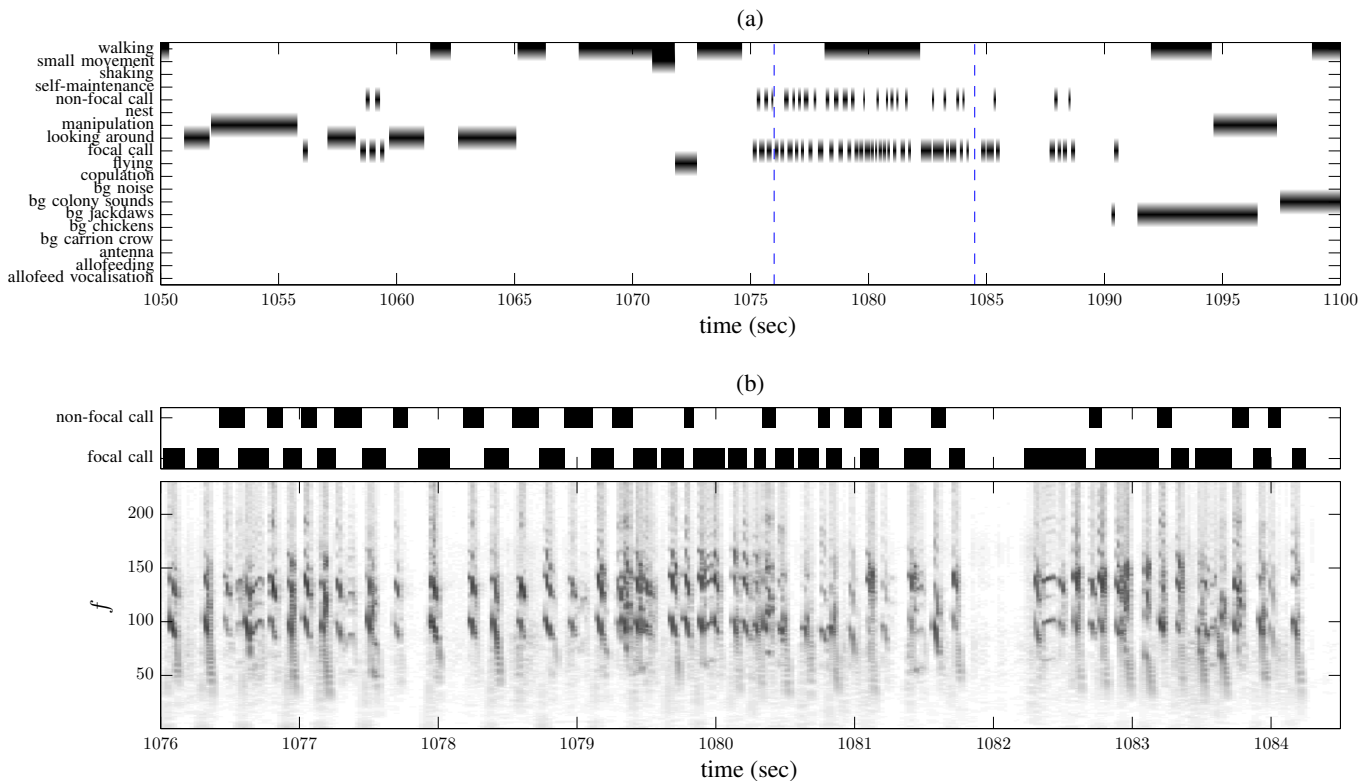 (a)
walking
small movement
shaking
self-maintenance
non-focal call
nest
manipulation
looking around
focal call
flying
copulation
bg noise
bg colony sounds
bg jackdaws
bg chickens
bg carrion crow
antenna
allofeeding
allofeed vocalisation
1050 1055 1060 1065 1070 1075 1080 1085 1090 1095 1100
time (sec)
(b)
non-focal call
focal call
200
150
100
50
f
1076 1077 1078 1079 1080 1081 1082 1083 1084
time (sec)